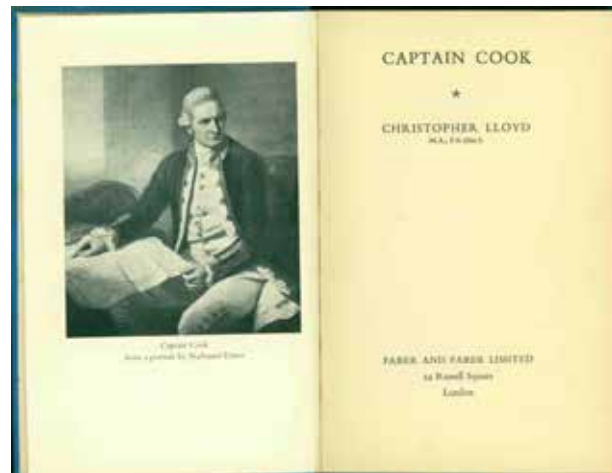 Captain Cook
from a portrait by Nathaniel Dance
CAPTAIN COOK
★
CHRISTOPHER LLOYD
M.A.,
FABER AND FABER LIMITED
24 Russell Square
London